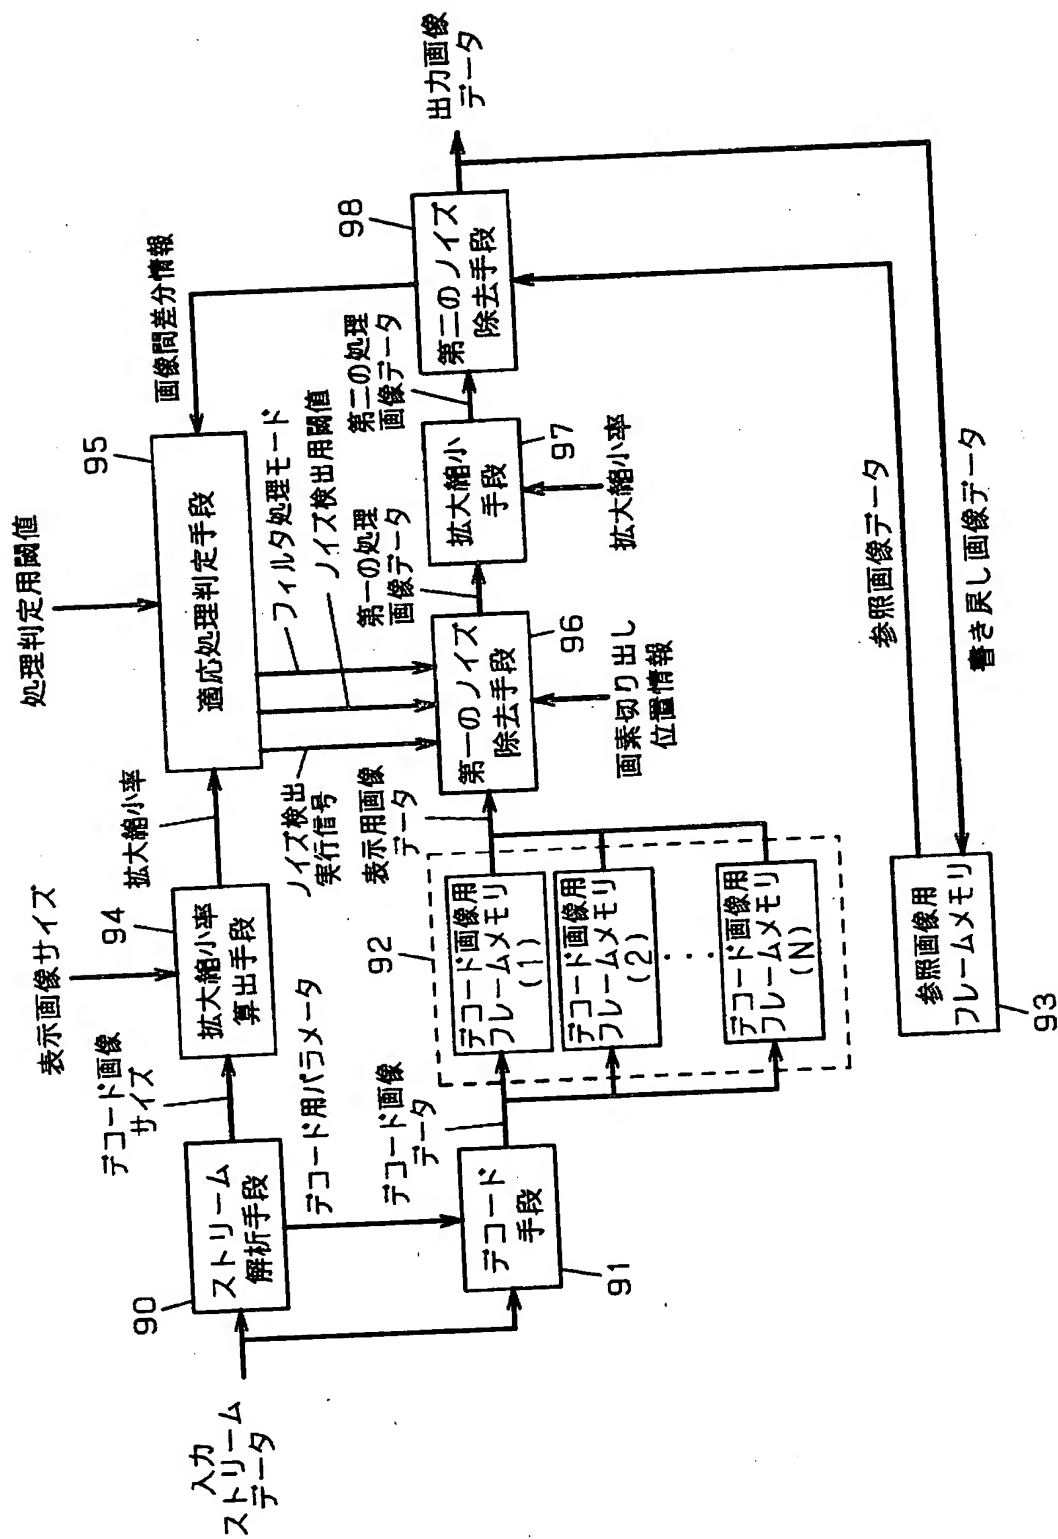 入力
ストリーム
データ
ストリーム
解析手段
90
デコード画像
サイズ
表示画像サイズ
拡大縮小率
算出手段
94
拡大縮小率
処理判定用閾値
適応処理判定手段
95
画像間差分情報
デコード用パラメータ
デコード
手段
91
デコード画像
データ
92
デコード画像用
フレームメモリ
(1)
デコード画像用
フレームメモリ
(2)
・・・
デコード画像用
フレームメモリ
(N)
表示用画像
データ
ノイズ検出
実行信号
ノイズ検出用閾値
フィルタ処理モード
第一のノイズ
除去手段
96
画素切り出し
位置情報
第一の処理
画像データ
拡大縮小
手段
97
拡大縮小率
第二の処理
画像データ
第二のノイズ
除去手段
98
出力画像
データ
参照画像用
フレームメモリ
93
参照画像データ
書き戻し画像データ